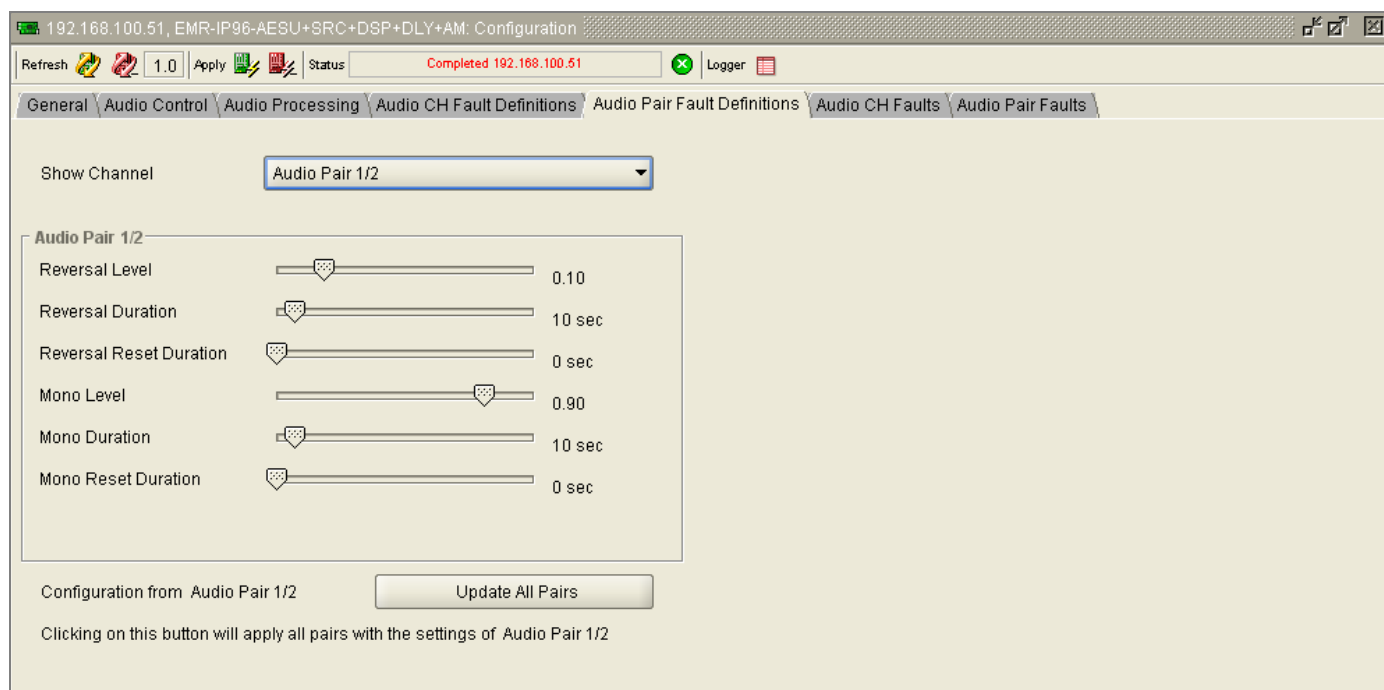 192.168.100.51, EMR-IP96-AESU+SRC+DSP+DLY+AM: Configuration
Refresh 1.0 Apply Status Completed 192.168.100.51 Logger
General Audio Control Audio Processing Audio CH Fault Definitions Audio Pair Fault Definitions Audio CH Faults Audio Pair Faults
Show Channel Audio Pair 1/2
Audio Pair 1/2
Reversal Level 0.10
Reversal Duration 10 sec
Reversal Reset Duration 0 sec
Mono Level 0.90
Mono Duration 10 sec
Mono Reset Duration 0 sec
Configuration from Audio Pair 1/2 Update All Pairs
Clicking on this button will apply all pairs with the settings of Audio Pair 1/2